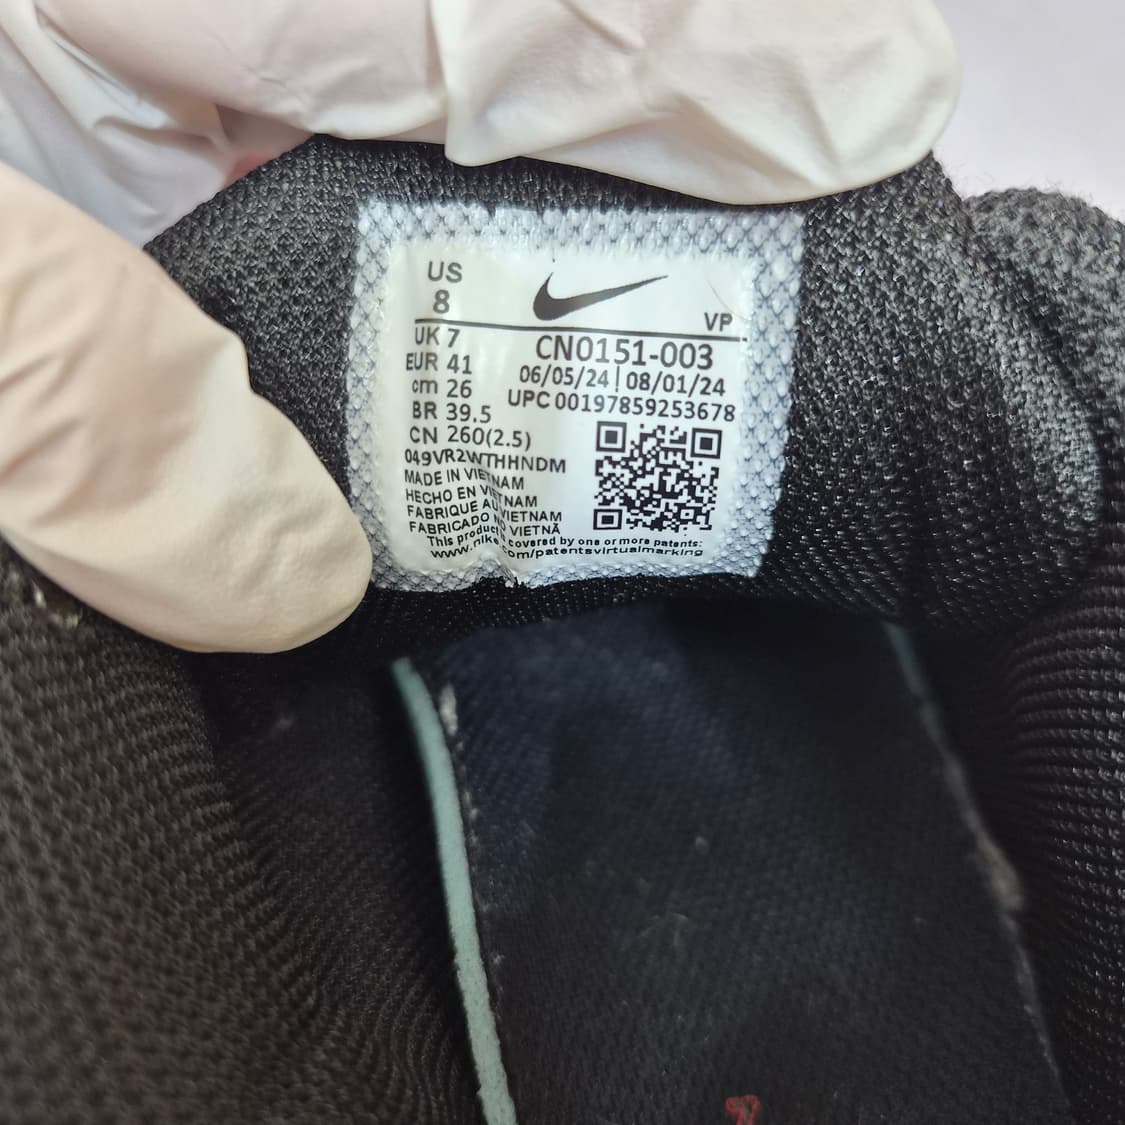 US
8
VP
UK 7
EUR 41
cm 26
BR 39.5
CN 260(2.5)
CN0151-003
06/05/24 | 08/01/24
UPC 00197859253678
049VR2WTHHNDM
MADE IN VIETNAM
HECHO EN VIETNAM
FABRIQUE AU VIETNAM
FABRICADO NO VIETNÃ
This product is covered by one or more patents:
www.nike.com/patentsvirtualmarking